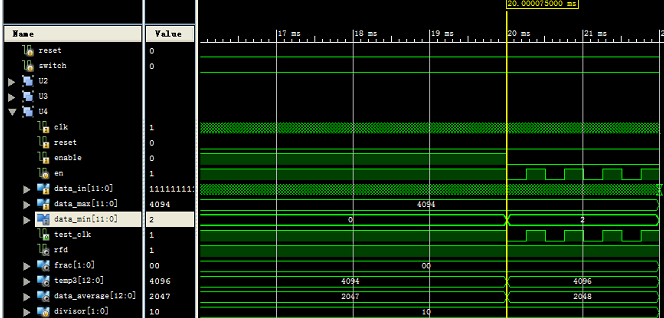 20.000075000 ms
Name Value
17 ms 18 ms 19 ms 20 ms 21 ms 2
reset 0
switch 0
U2
U3
U4
clk 1
reset 0
enable 0
en 1
data_in[11:0] 111111111
data_max[11:0] 4094 4094
data_min[11:0] 2 0 2
test_clk 1
rfd 1
frac[1:0] 00 00
temp3[12:0] 4096 4094 4096
data_average[12:0] 2047 2047 2048
divisor[1:0] 10 10